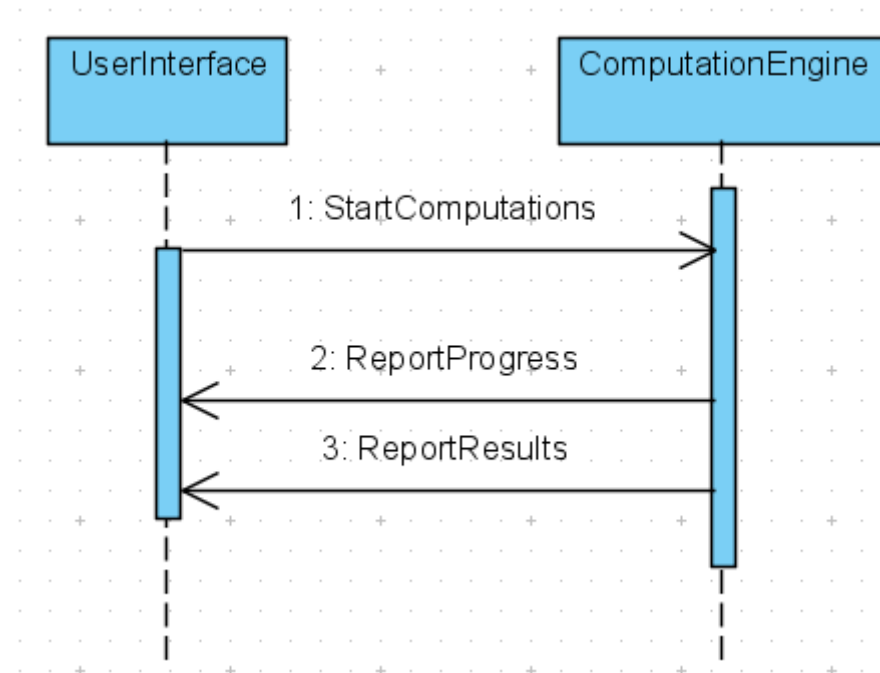 UserInterface
ComputationEngine
1: StartComputations
2: ReportProgress
3: ReportResults